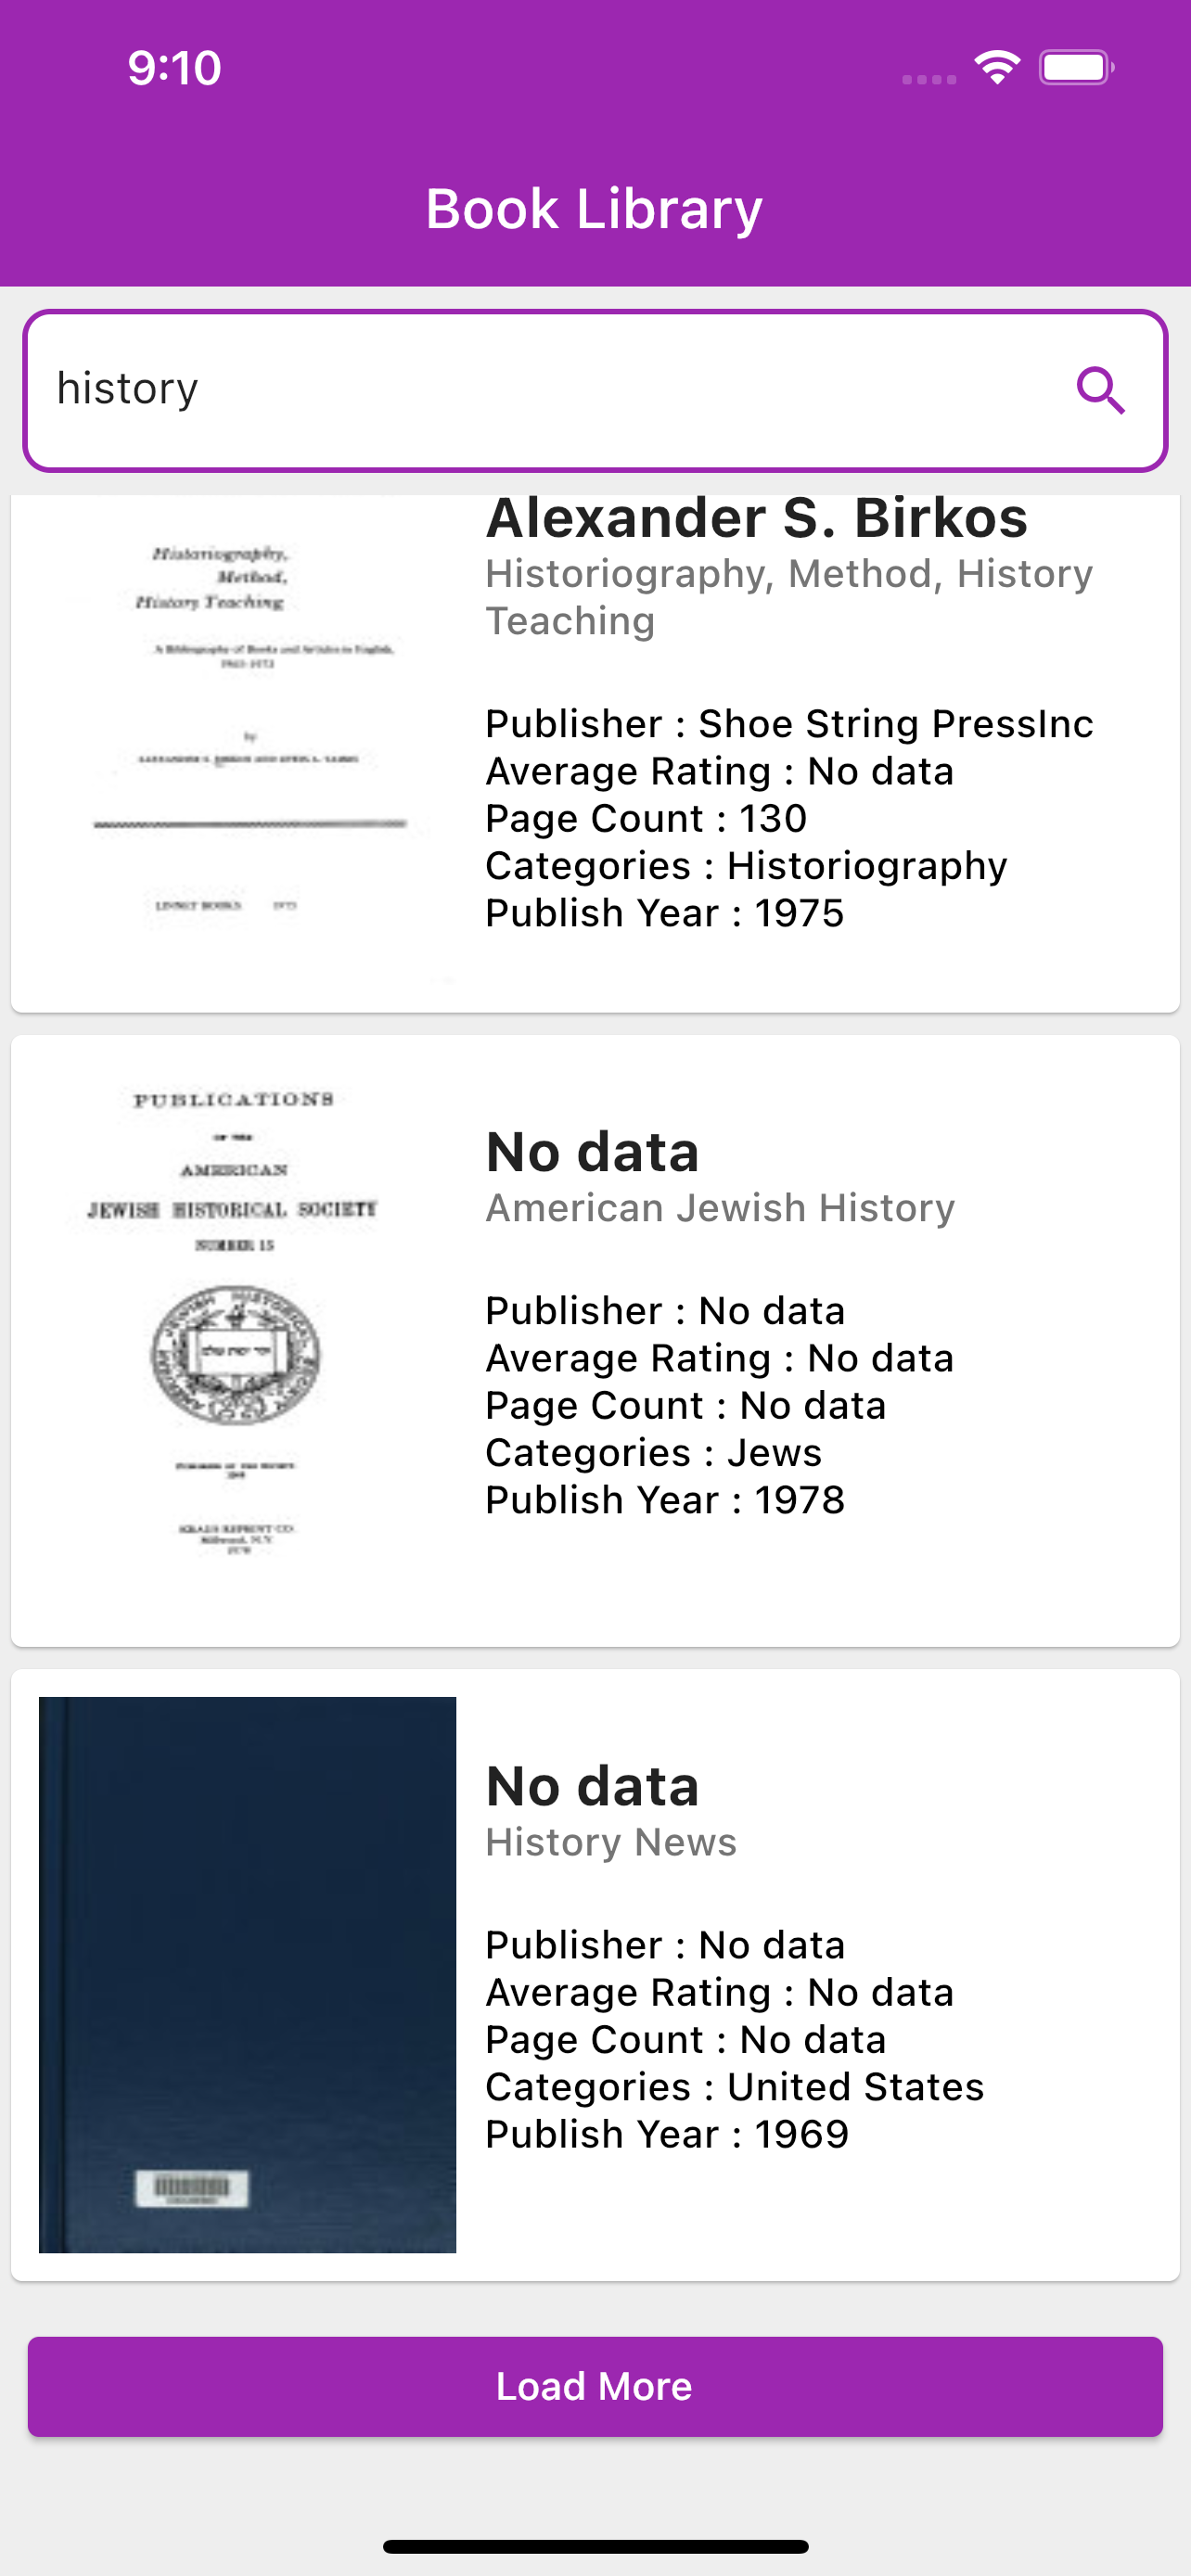 9:10
Book Library
history
Historiography,
Method,
History Teaching
A Bibliography of Books and Articles in English,
1965-1973
by
LINNET BOOKS 1975
Alexander S. Birkos
Historiography, Method, History
Teaching
Publisher : Shoe String PressInc
Average Rating : No data
Page Count : 130
Categories : Historiography
Publish Year : 1975
PUBLICATIONS
OF THE
AMERICAN
JEWISH HISTORICAL SOCIETY
NUMBER 15
No data
American Jewish History
Publisher : No data
Average Rating : No data
Page Count : No data
Categories : Jews
Publish Year : 1978
KRAUS REPRINT CO.
Millwood, N.Y.
1978
No data
History News
Publisher : No data
Average Rating : No data
Page Count : No data
Categories : United States
Publish Year : 1969
Load More